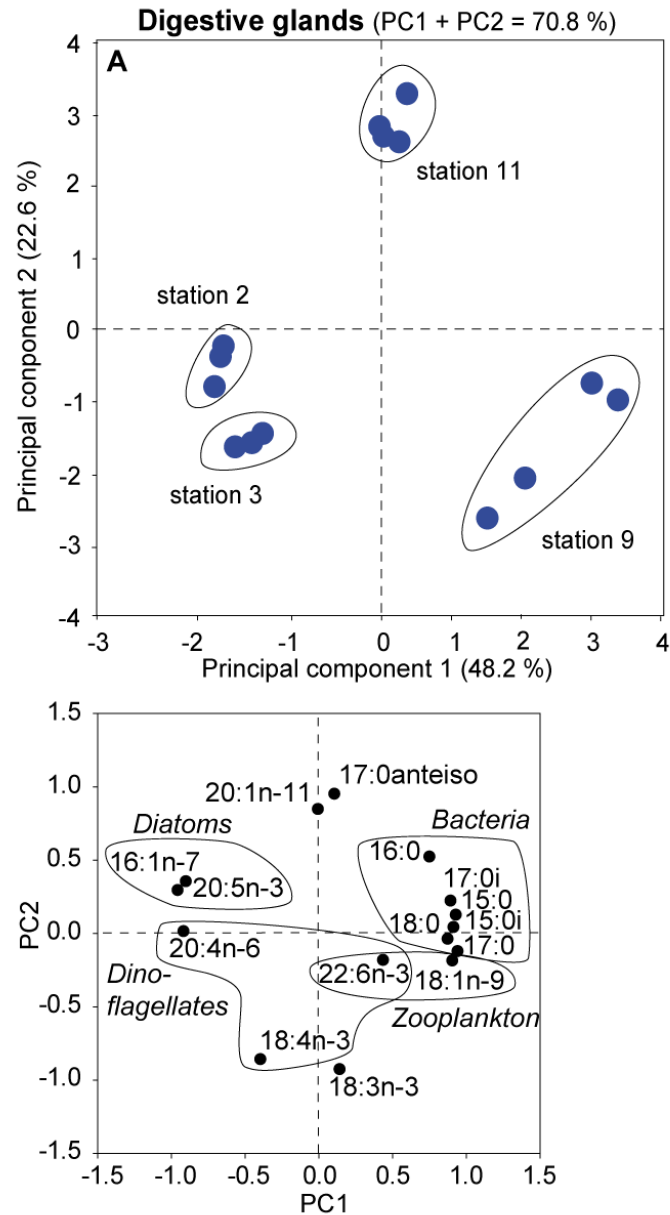 Digestive glands (PC1 + PC2 = 70.8 %)
A
4
3
2
1
0
-1
-2
-3
-4
Principal conponent 2 (22.6 %)
station 11
station 2
station 3
station 9
-3
-2
-1
0
1
2
3
4
Principal component 1 (48.2 %)
1.5
1.0
0.5
0.0
-0.5
-1.0
-1.5
PC2
20:1n-11
17:0anteiso
Diatoms
16:1n-7
20:5n-3
Bacteria
16:0
17:0i
15:0
18:0
15:0i
17:0
20:4n-6
Dino-
flagellates
22:6n-3
18:1n-9
Zooplankton
18:4n-3
18:3n-3
-1.5
-1.0
-0.5
0.0
0.5
1.0
1.5
PC1